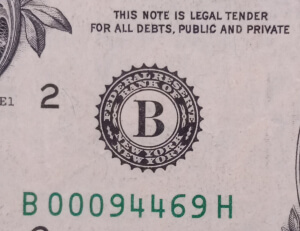 THIS NOTE IS LEGAL TENDER
FOR ALL DEBTS, PUBLIC AND PRIVATE
E1
2
FEDERAL RESERVE
BANK OF
B
NEW YORK
NEW YORK
B 00094469 H